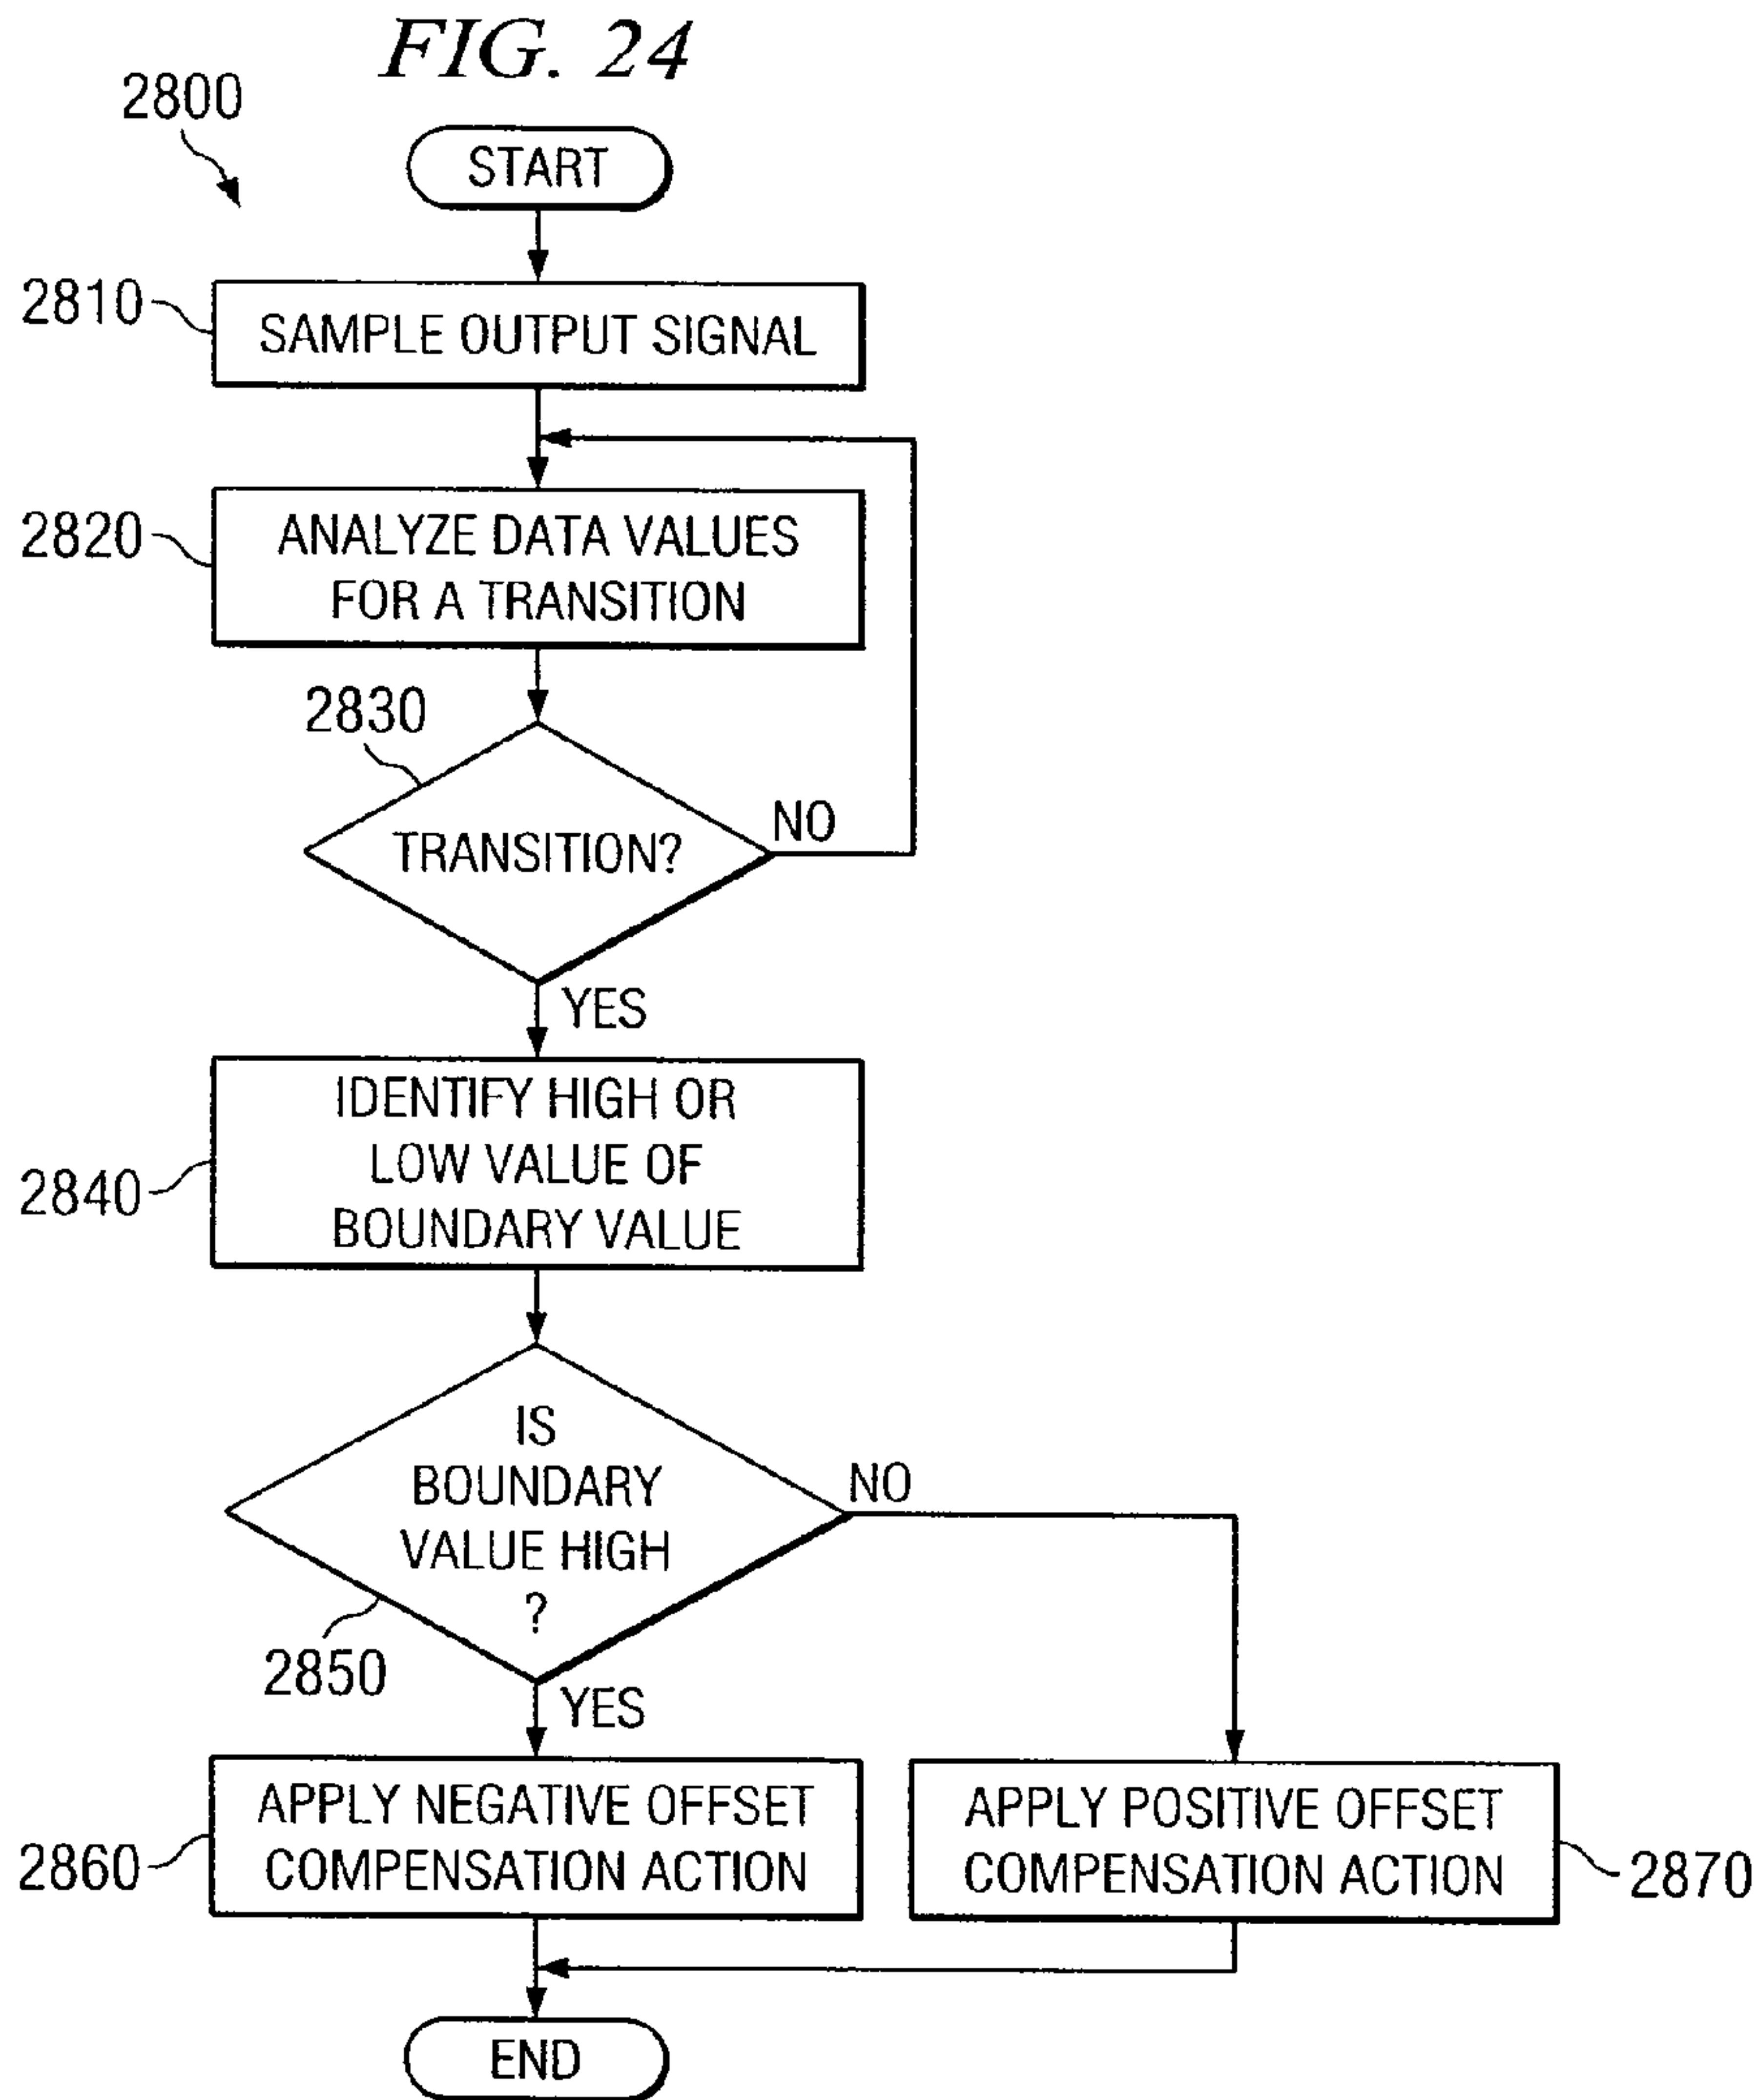 FIG. 24
2800
START
2810
SAMPLE OUTPUT SIGNAL
2820
ANALYZE DATA VALUES
FOR A TRANSITION
2830
TRANSITION?
NO
YES
2840
IDENTIFY HIGH OR
LOW VALUE OF
BOUNDARY VALUE
IS
BOUNDARY
VALUE HIGH
?
NO
2850
YES
2860
APPLY NEGATIVE OFFSET
COMPENSATION ACTION
APPLY POSITIVE OFFSET
COMPENSATION ACTION
2870
END